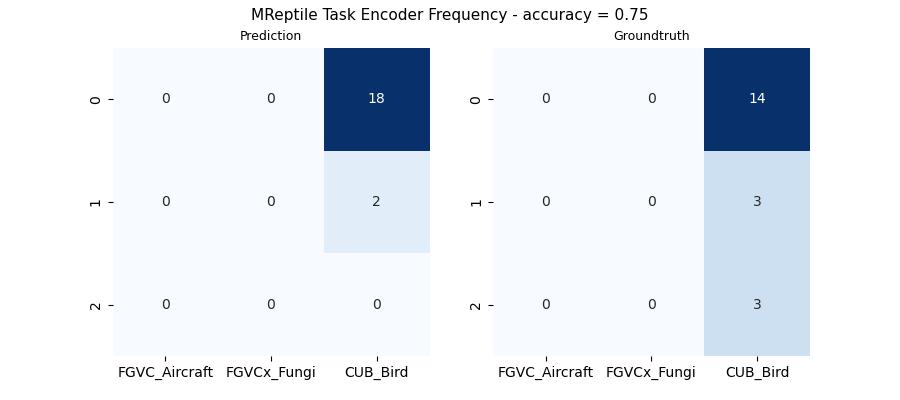 MReptile Task Encoder Frequency - accuracy = 0.75
Prediction
Groundtruth
0
0 0 18
1
0 0 2
2
0 0 0
FGVC_Aircraft FGVCx_Fungi CUB_Bird
0
0 0 14
1
0 0 3
2
0 0 3
FGVC_Aircraft FGVCx_Fungi CUB_Bird